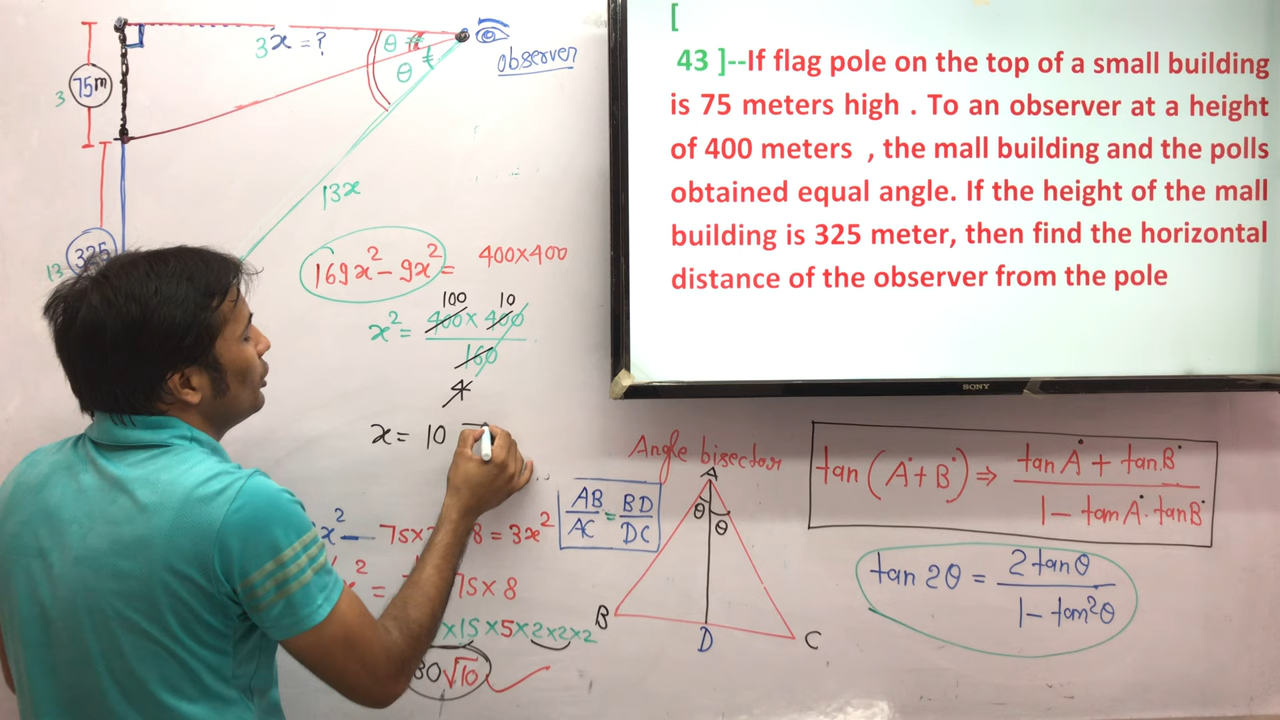 [
43 ]--If flag pole on the top of a small building
is 75 meters high . To an observer at a height
of 400 meters , the mall building and the polls
obtained equal angle. If the height of the mall
building is 325 meter, then find the horizontal
distance of the observer from the pole
SONY
3x = ?
θ
θ
observer
75m
3
325
13
13x
169x² - 9x² = 400×400
100 10
x² = 400 × 400 / 160
4
x = 10
x² - 75× 8 = 3x²
² = 75×8
×15×5×2×2×2
80√10
AB/AC = BD/DC
Angle bisector
A
θ
θ
B
D
C
tan (A+B) ⇒ tan A + tan B / 1 - tan A . tan B
tan 2θ = 2 tan θ / 1 - tan²θ